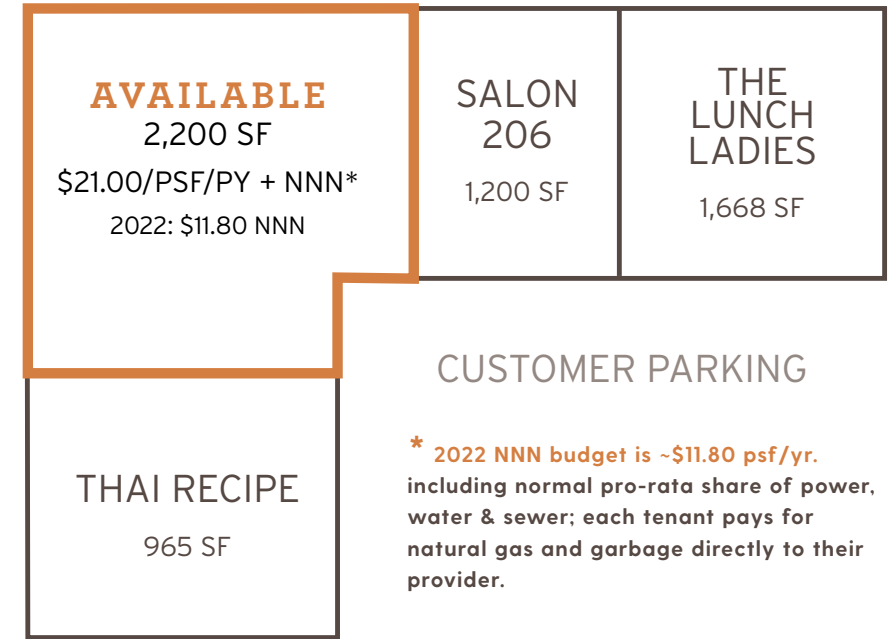 AVAILABLE
2,200 SF
$21.00/PSF/PY + NNN*
2022: $11.80 NNN
SALON
206
1,200 SF
THE
LUNCH
LADIES
1,668 SF
CUSTOMER PARKING
THAI RECIPE
965 SF
* 2022 NNN budget is ~$11.80 psf/yr.
including normal pro-rata share of power,
water & sewer; each tenant pays for
natural gas and garbage directly to their
provider.